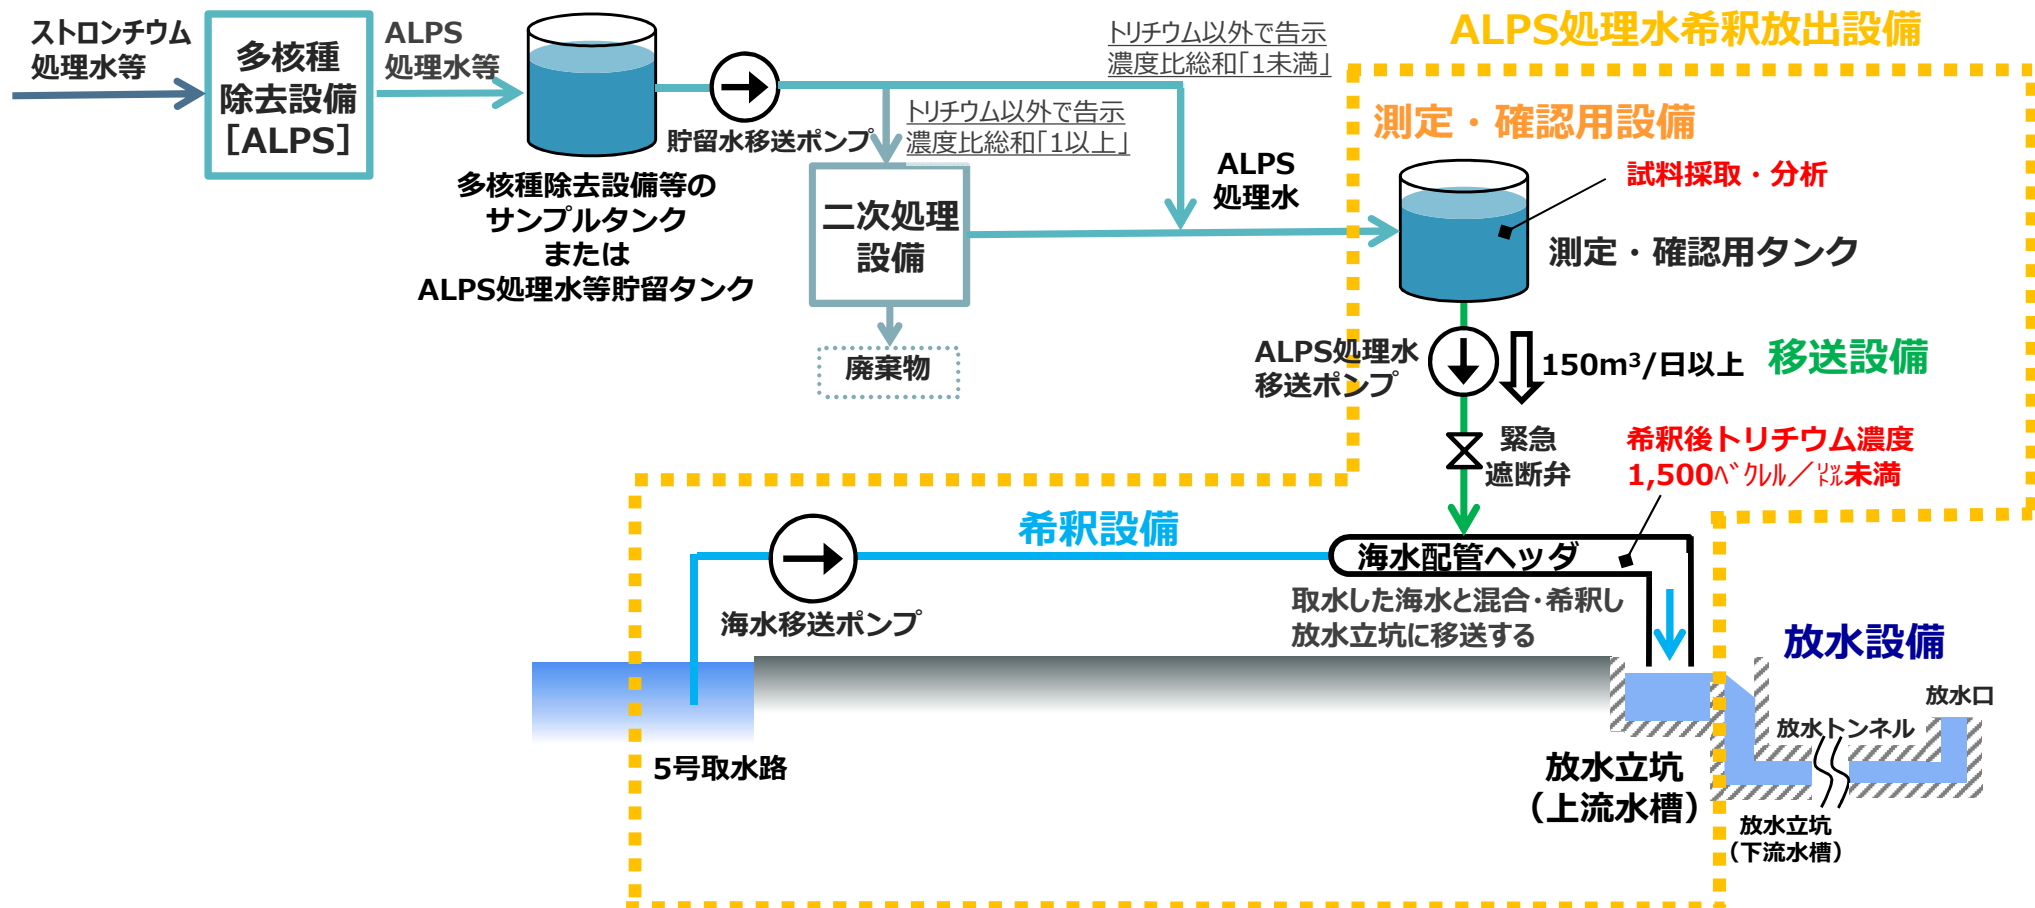 ストロンチウム
処理水等
多核種
除去設備
［ALPS］
ALPS
処理水等
貯留水移送ポンプ
多核種除去設備等の
サンプルタンク
または
ALPS処理水等貯留タンク
トリチウム以外で告示
濃度比総和「1以上」
トリチウム以外で告示
濃度比総和「1未満」
二次処理
設備
廃棄物
ALPS
処理水
ALPS処理水希釈放出設備
測定・確認用設備
試料採取・分析
測定・確認用タンク
ALPS処理水
移送ポンプ
150m³/日以上
移送設備
緊急
遮断弁
希釈後トリチウム濃度
1,500ﾍﾞｸﾚﾙ／㍑未満
希釈設備
海水移送ポンプ
海水配管ヘッダ
取水した海水と混合・希釈し
放水立坑に移送する
5号取水路
放水立坑
（上流水槽）
放水設備
放水口
放水トンネル
放水立坑
（下流水槽）